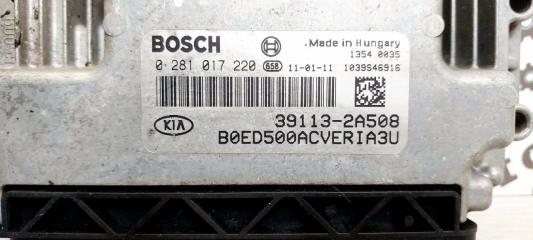 BOSCH Made in Hungary
1354 0035
0 281 017 220 658 11-01-11 1039S46916
39113-2A508
KIA B0ED500ACVERIA3U